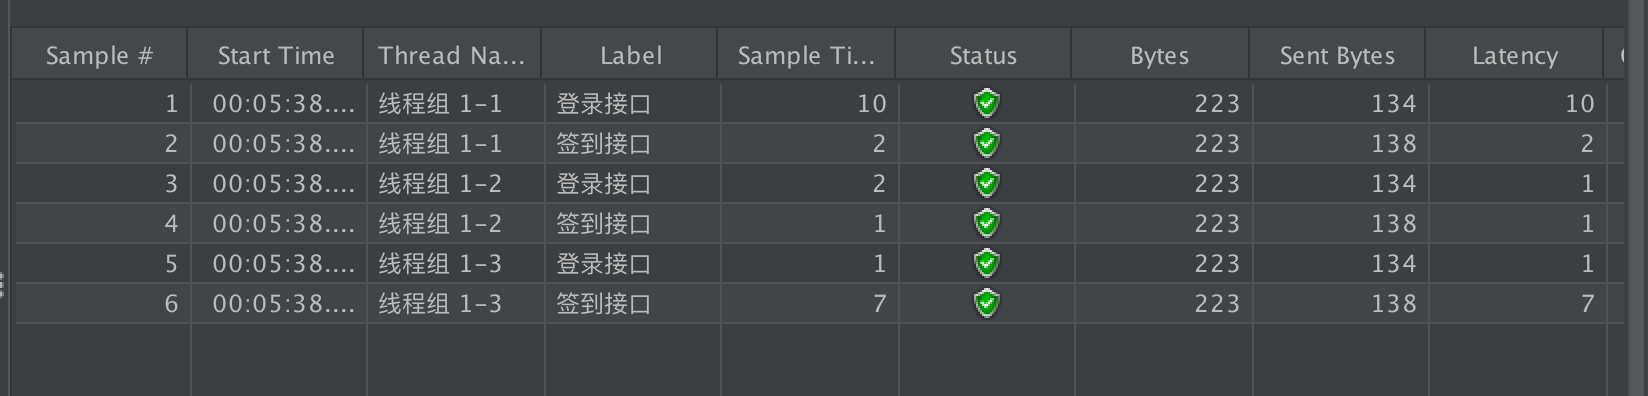 Sample # Start Time Thread Na... Label Sample Ti... Status Bytes Sent Bytes Latency
1 00:05:38.... 线程组 1-1 登录接口 10 223 134 10
2 00:05:38.... 线程组 1-1 签到接口 2 223 138 2
3 00:05:38.... 线程组 1-2 登录接口 2 223 134 1
4 00:05:38.... 线程组 1-2 签到接口 1 223 138 1
5 00:05:38.... 线程组 1-3 登录接口 1 223 134 1
6 00:05:38.... 线程组 1-3 签到接口 7 223 138 7